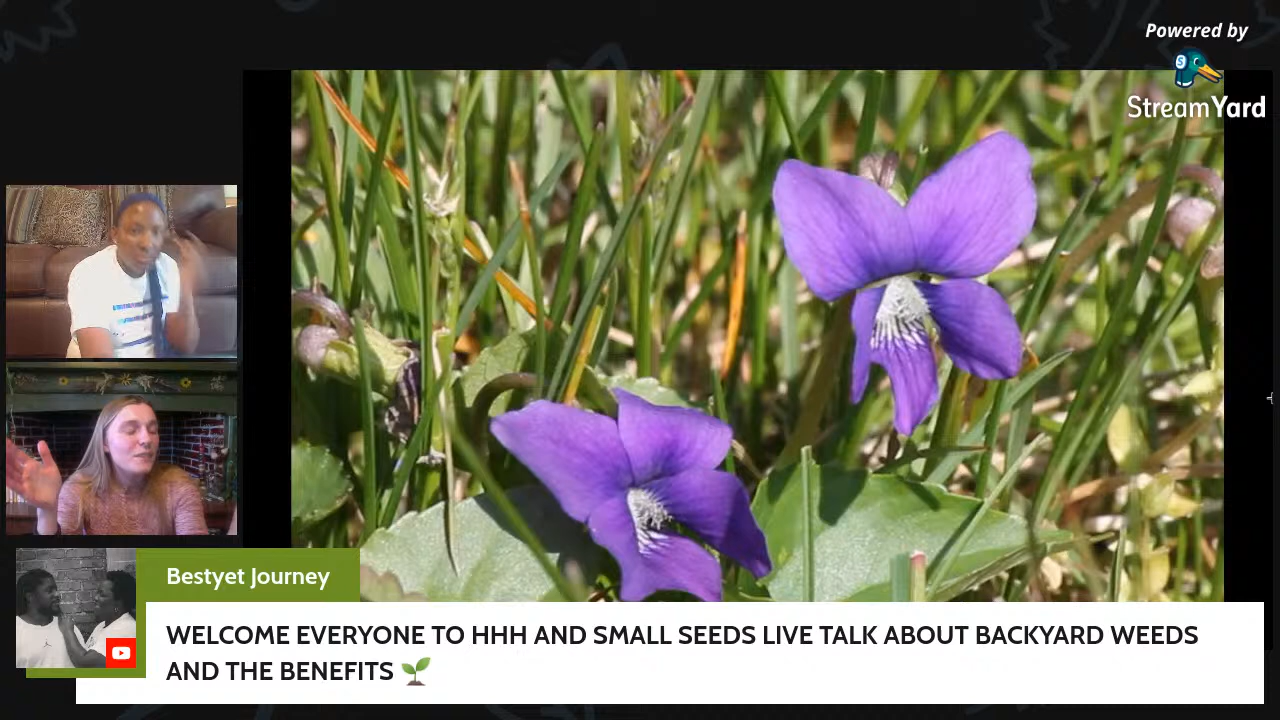 Powered by
StreamYard
Bestyet Journey
WELCOME EVERYONE TO HHH AND SMALL SEEDS LIVE TALK ABOUT BACKYARD WEEDS
AND THE BENEFITS 🌱